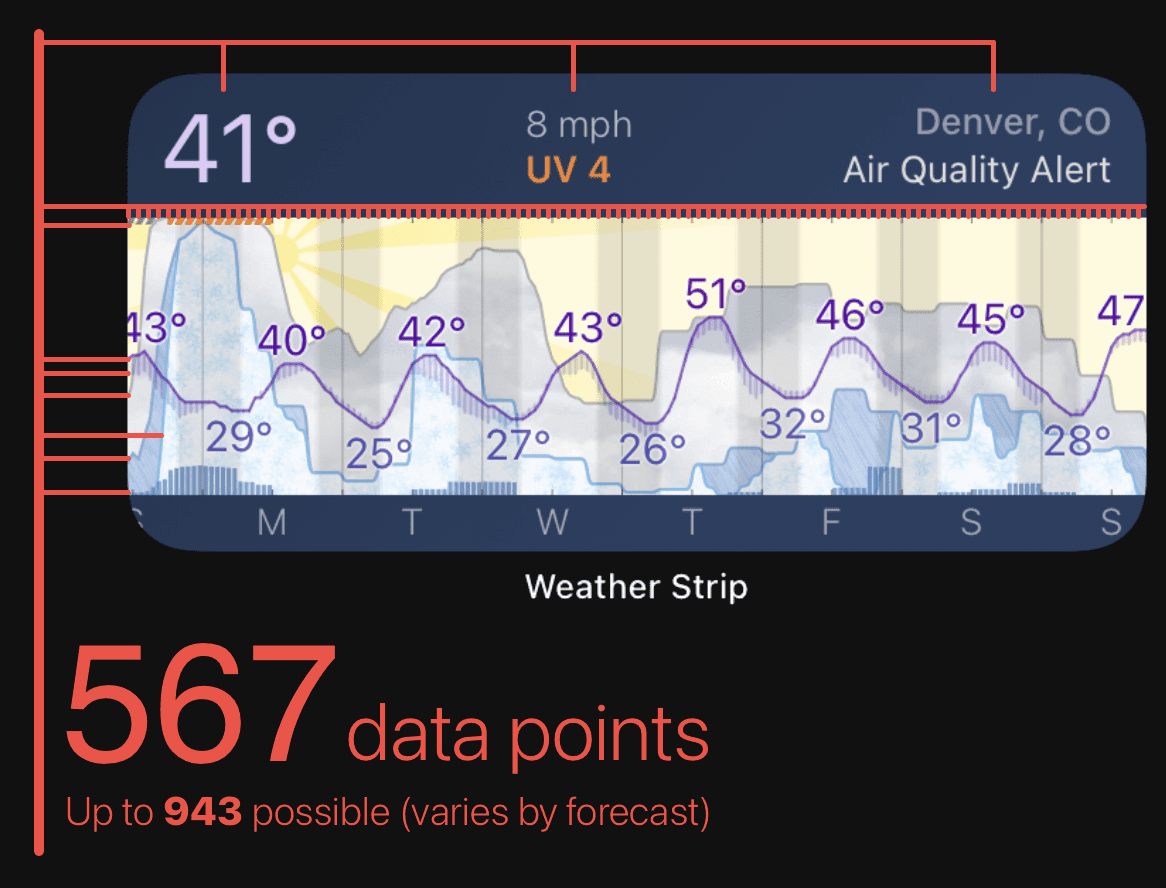 41°
8 mph
UV 4
Denver, CO
Air Quality Alert
43° 40° 42° 43° 51° 46° 45° 47
29° 25° 27° 26° 32° 31° 28°
S M T W T F S S
Weather Strip
567 data points
Up to 943 possible (varies by forecast)